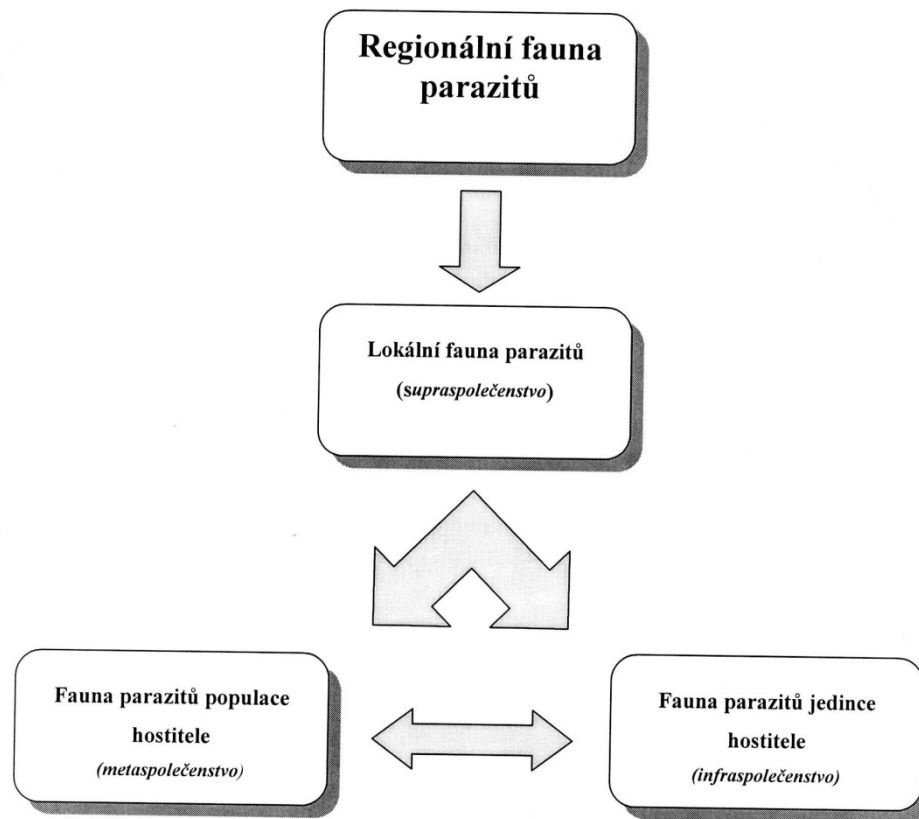 Regionální fauna
parazitů
Lokální fauna parazitů
(supraspolečenstvo)
Fauna parazitů populace
hostitele
(metaspolečenstvo)
Fauna parazitů jedince
hostitele
(infraspolečenstvo)